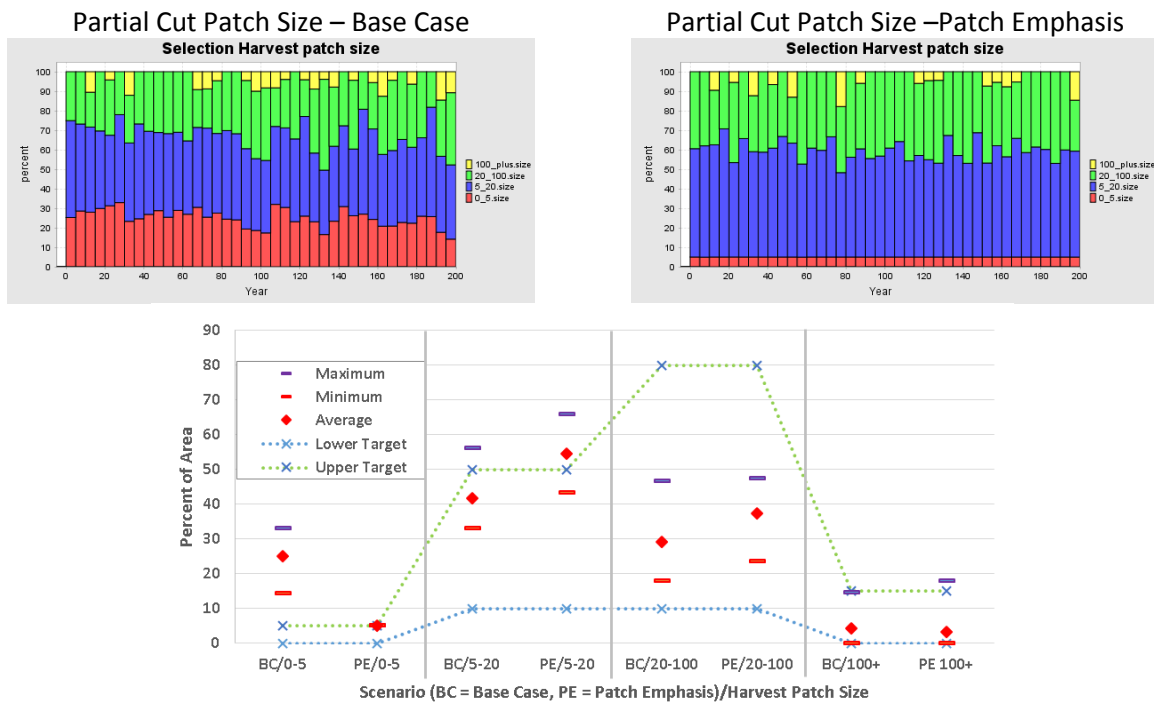 Partial Cut Patch Size – Base Case
Selection Harvest patch size
percent
100
90
80
70
60
50
40
30
20
10
0
0 20 40 60 80 100 120 140 160 180 200
Year
100_plus.size
20_100.size
5_20.size
0_5.size
Partial Cut Patch Size –Patch Emphasis
Selection Harvest patch size
percent
100
90
80
70
60
50
40
30
20
10
0
0 20 40 60 80 100 120 140 160 180 200
Year
100_plus.size
20_100.size
5_20.size
0_5.size
Percent of Area
90
80
70
60
50
40
30
20
10
0
Maximum
Minimum
Average
Lower Target
Upper Target
BC/0-5 PE/0-5 BC/5-20 PE/5-20 BC/20-100 PE/20-100 BC/100+ PE 100+
Scenario (BC = Base Case, PE = Patch Emphasis)/Harvest Patch Size